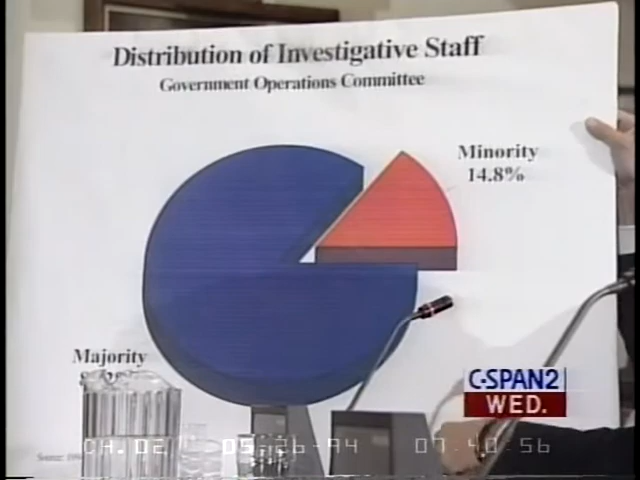 Distribution of Investigative Staff
Government Operations Committee
Minority
14.8%
Majority
C-SPAN2
WED.
CH.02 05-26-94 07:40:56